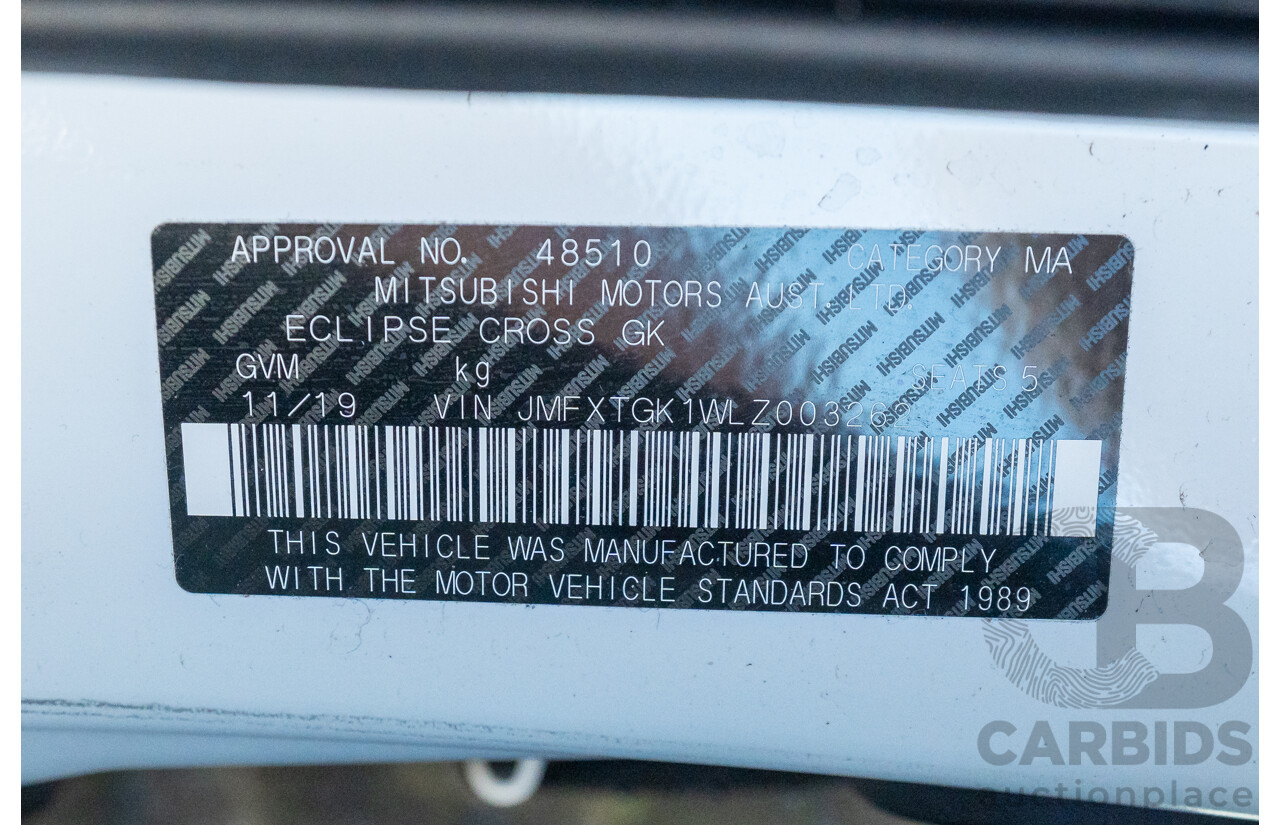 APPROVAL NO. 48510 CATEGORY MA
MITSUBISHI MOTORS AUST. LTD.
ECLIPSE CROSS GK
GVM kg SEATS 5
11/19 VIN JMFXTGK1WLZ003262
THIS VEHICLE WAS MANUFACTURED TO COMPLY
WITH THE MOTOR VEHICLE STANDARDS ACT 1989
CARBIDS
auctionplace